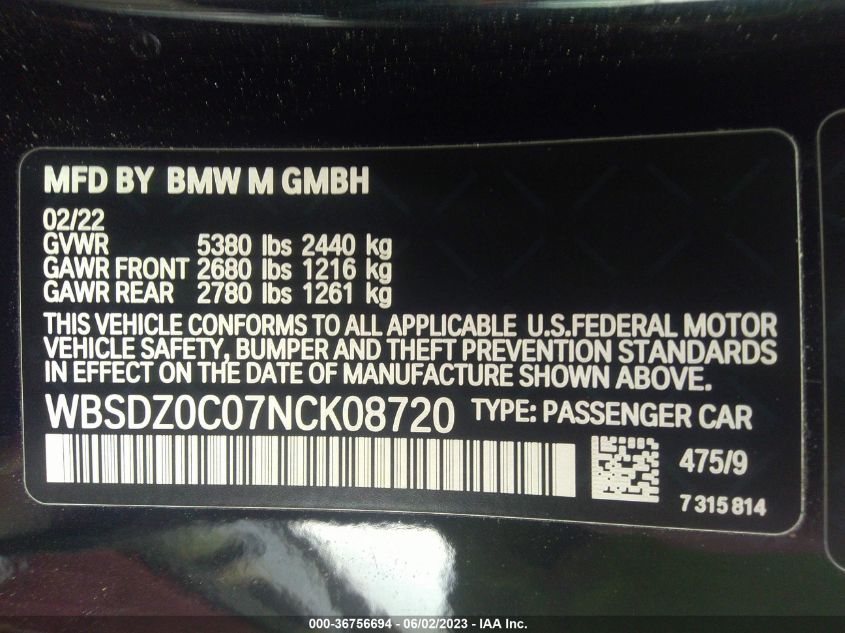 MFD BY BMW M GMBH
02/22
GVWR 5380 lbs 2440 kg
GAWR FRONT 2680 lbs 1216 kg
GAWR REAR 2780 lbs 1261 kg
THIS VEHICLE CONFORMS TO ALL APPLICABLE U.S.FEDERAL MOTOR
VEHICLE SAFETY, BUMPER AND THEFT PREVENTION STANDARDS
IN EFFECT ON THE DATE OF MANUFACTURE SHOWN ABOVE.
WBSDZ0C07NCK08720 TYPE: PASSENGER CAR
475/9
7 315 814
000-36756694 - 06/02/2023 - IAA Inc.